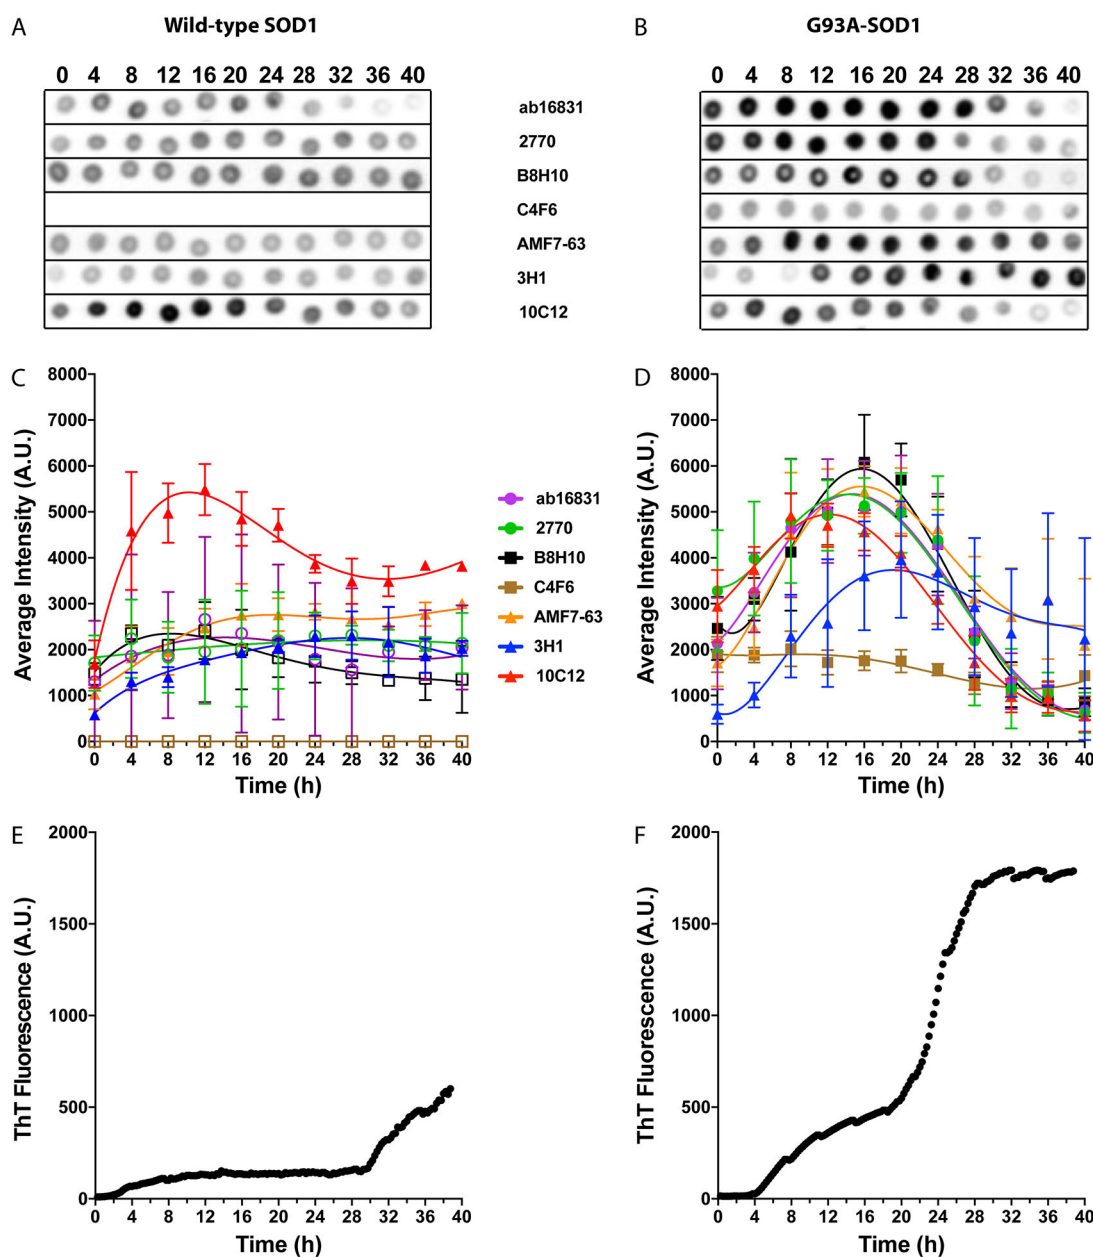 A Wild-type SOD1 B G93A-SOD1
0 4 8 12 16 20 24 28 32 36 40 0 4 8 12 16 20 24 28 32 36 40
ab16831
2770
B8H10
C4F6
AMF7-63
3H1
10C12
C
Average Intensity (A.U.)
8000
7000
6000
5000
4000
3000
2000
1000
0
0 4 8 12 16 20 24 28 32 36 40
Time (h)
ab16831
2770
B8H10
C4F6
AMF7-63
3H1
10C12
D
Average Intensity (A.U.)
8000
7000
6000
5000
4000
3000
2000
1000
0
0 4 8 12 16 20 24 28 32 36 40
Time (h)
E
ThT Fluorescence (A.U.)
2000
1500
1000
500
0
0 4 8 12 16 20 24 28 32 36 40
Time (h)
F
ThT Fluorescence (A.U.)
2000
1500
1000
500
0
0 4 8 12 16 20 24 28 32 36 40
Time (h)